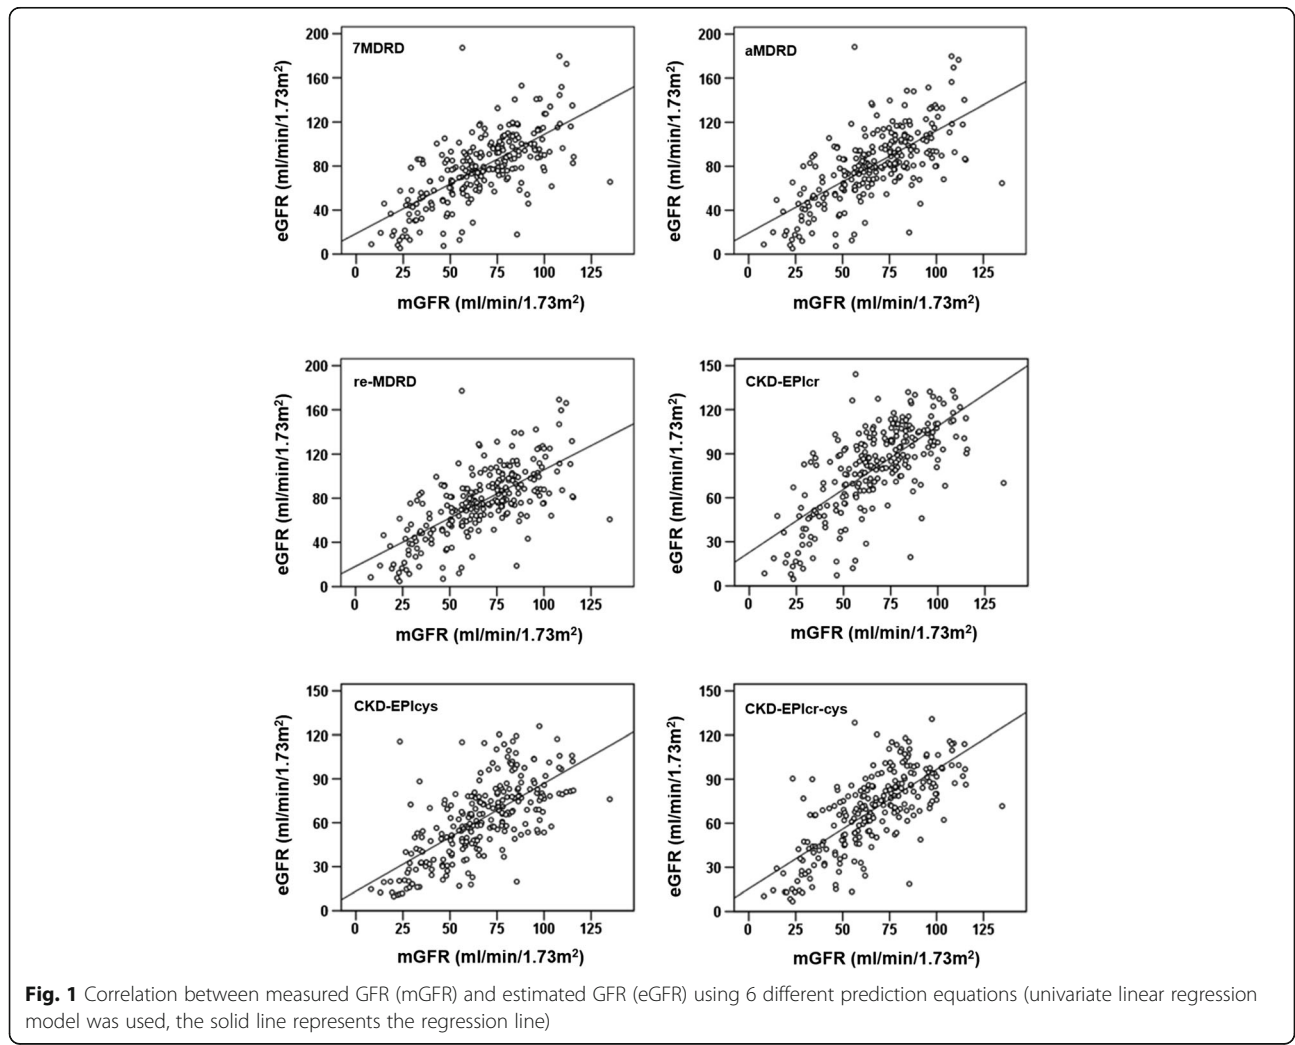 7MDRD
200
160
120
80
40
0
eGFR (ml/min/1.73m²)
0 25 50 75 100 125
mGFR (ml/min/1.73m²)
aMDRD
200
160
120
80
40
0
eGFR (ml/min/1.73m²)
0 25 50 75 100 125
mGFR (ml/min/1.73m²)
re-MDRD
200
160
120
80
40
0
eGFR (ml/min/1.73m²)
0 25 50 75 100 125
mGFR (ml/min/1.73m²)
CKD-EPIcr
150
120
90
60
30
0
eGFR (ml/min/1.73m²)
0 25 50 75 100 125
mGFR (ml/min/1.73m²)
CKD-EPIcys
150
120
90
60
30
0
eGFR (ml/min/1.73m²)
0 25 50 75 100 125
mGFR (ml/min/1.73m²)
CKD-EPIcr-cys
150
120
90
60
30
0
eGFR (ml/min/1.73m²)
0 25 50 75 100 125
mGFR (ml/min/1.73m²)
Fig. 1 Correlation between measured GFR (mGFR) and estimated GFR (eGFR) using 6 different prediction equations (univariate linear regression
model was used, the solid line represents the regression line)